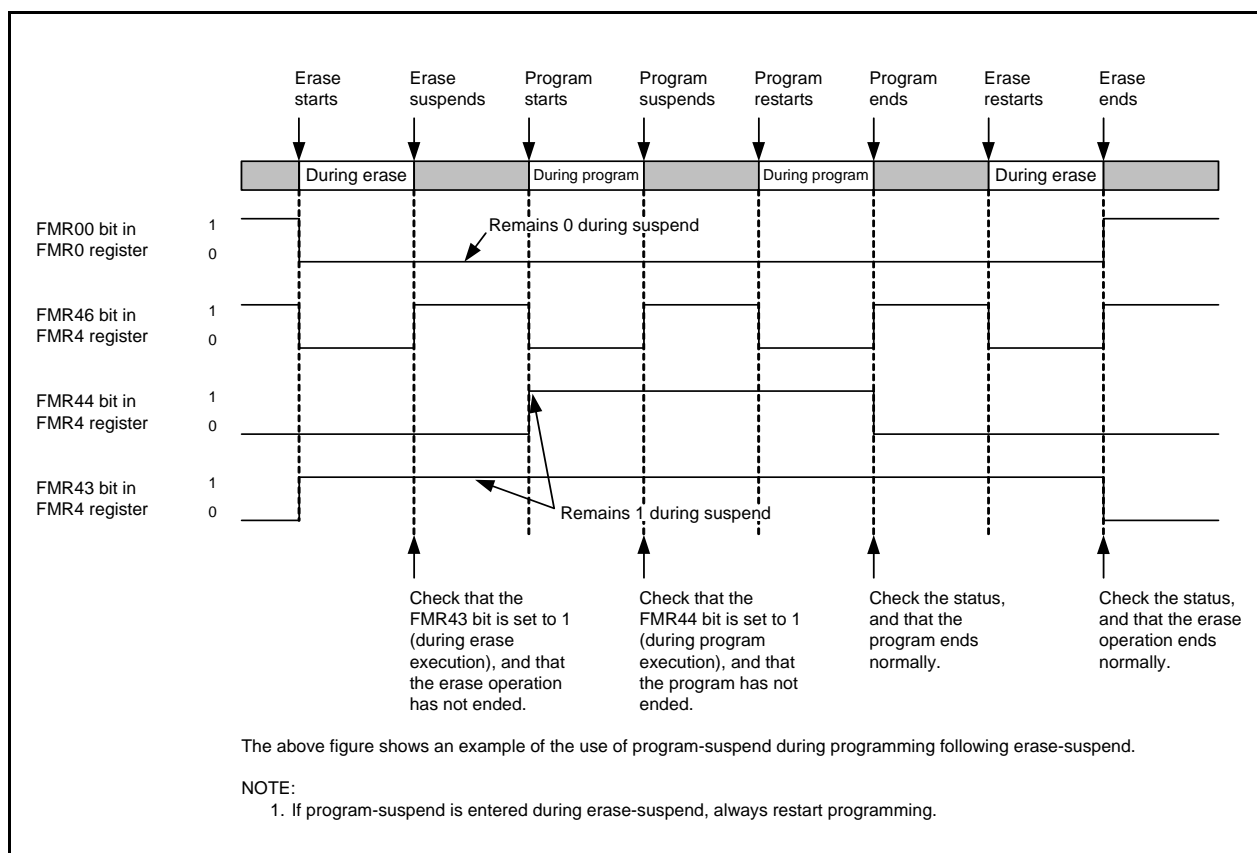 Erase
starts
Erase
suspends
Program
starts
Program
suspends
Program
restarts
Program
ends
Erase
restarts
Erase
ends
During erase
During program
During program
During erase
FMR00 bit in
FMR0 register
1
0
Remains 0 during suspend
FMR46 bit in
FMR4 register
1
0
FMR44 bit in
FMR4 register
1
0
FMR43 bit in
FMR4 register
1
0
Remains 1 during suspend
Check that the
FMR43 bit is set to 1
(during erase
execution), and that
the erase operation
has not ended.
Check that the
FMR44 bit is set to 1
(during program
execution), and that
the program has not
ended.
Check the status,
and that the
program ends
normally.
Check the status,
and that the erase
operation ends
normally.
The above figure shows an example of the use of program-suspend during programming following erase-suspend.
NOTE:
1. If program-suspend is entered during erase-suspend, always restart programming.